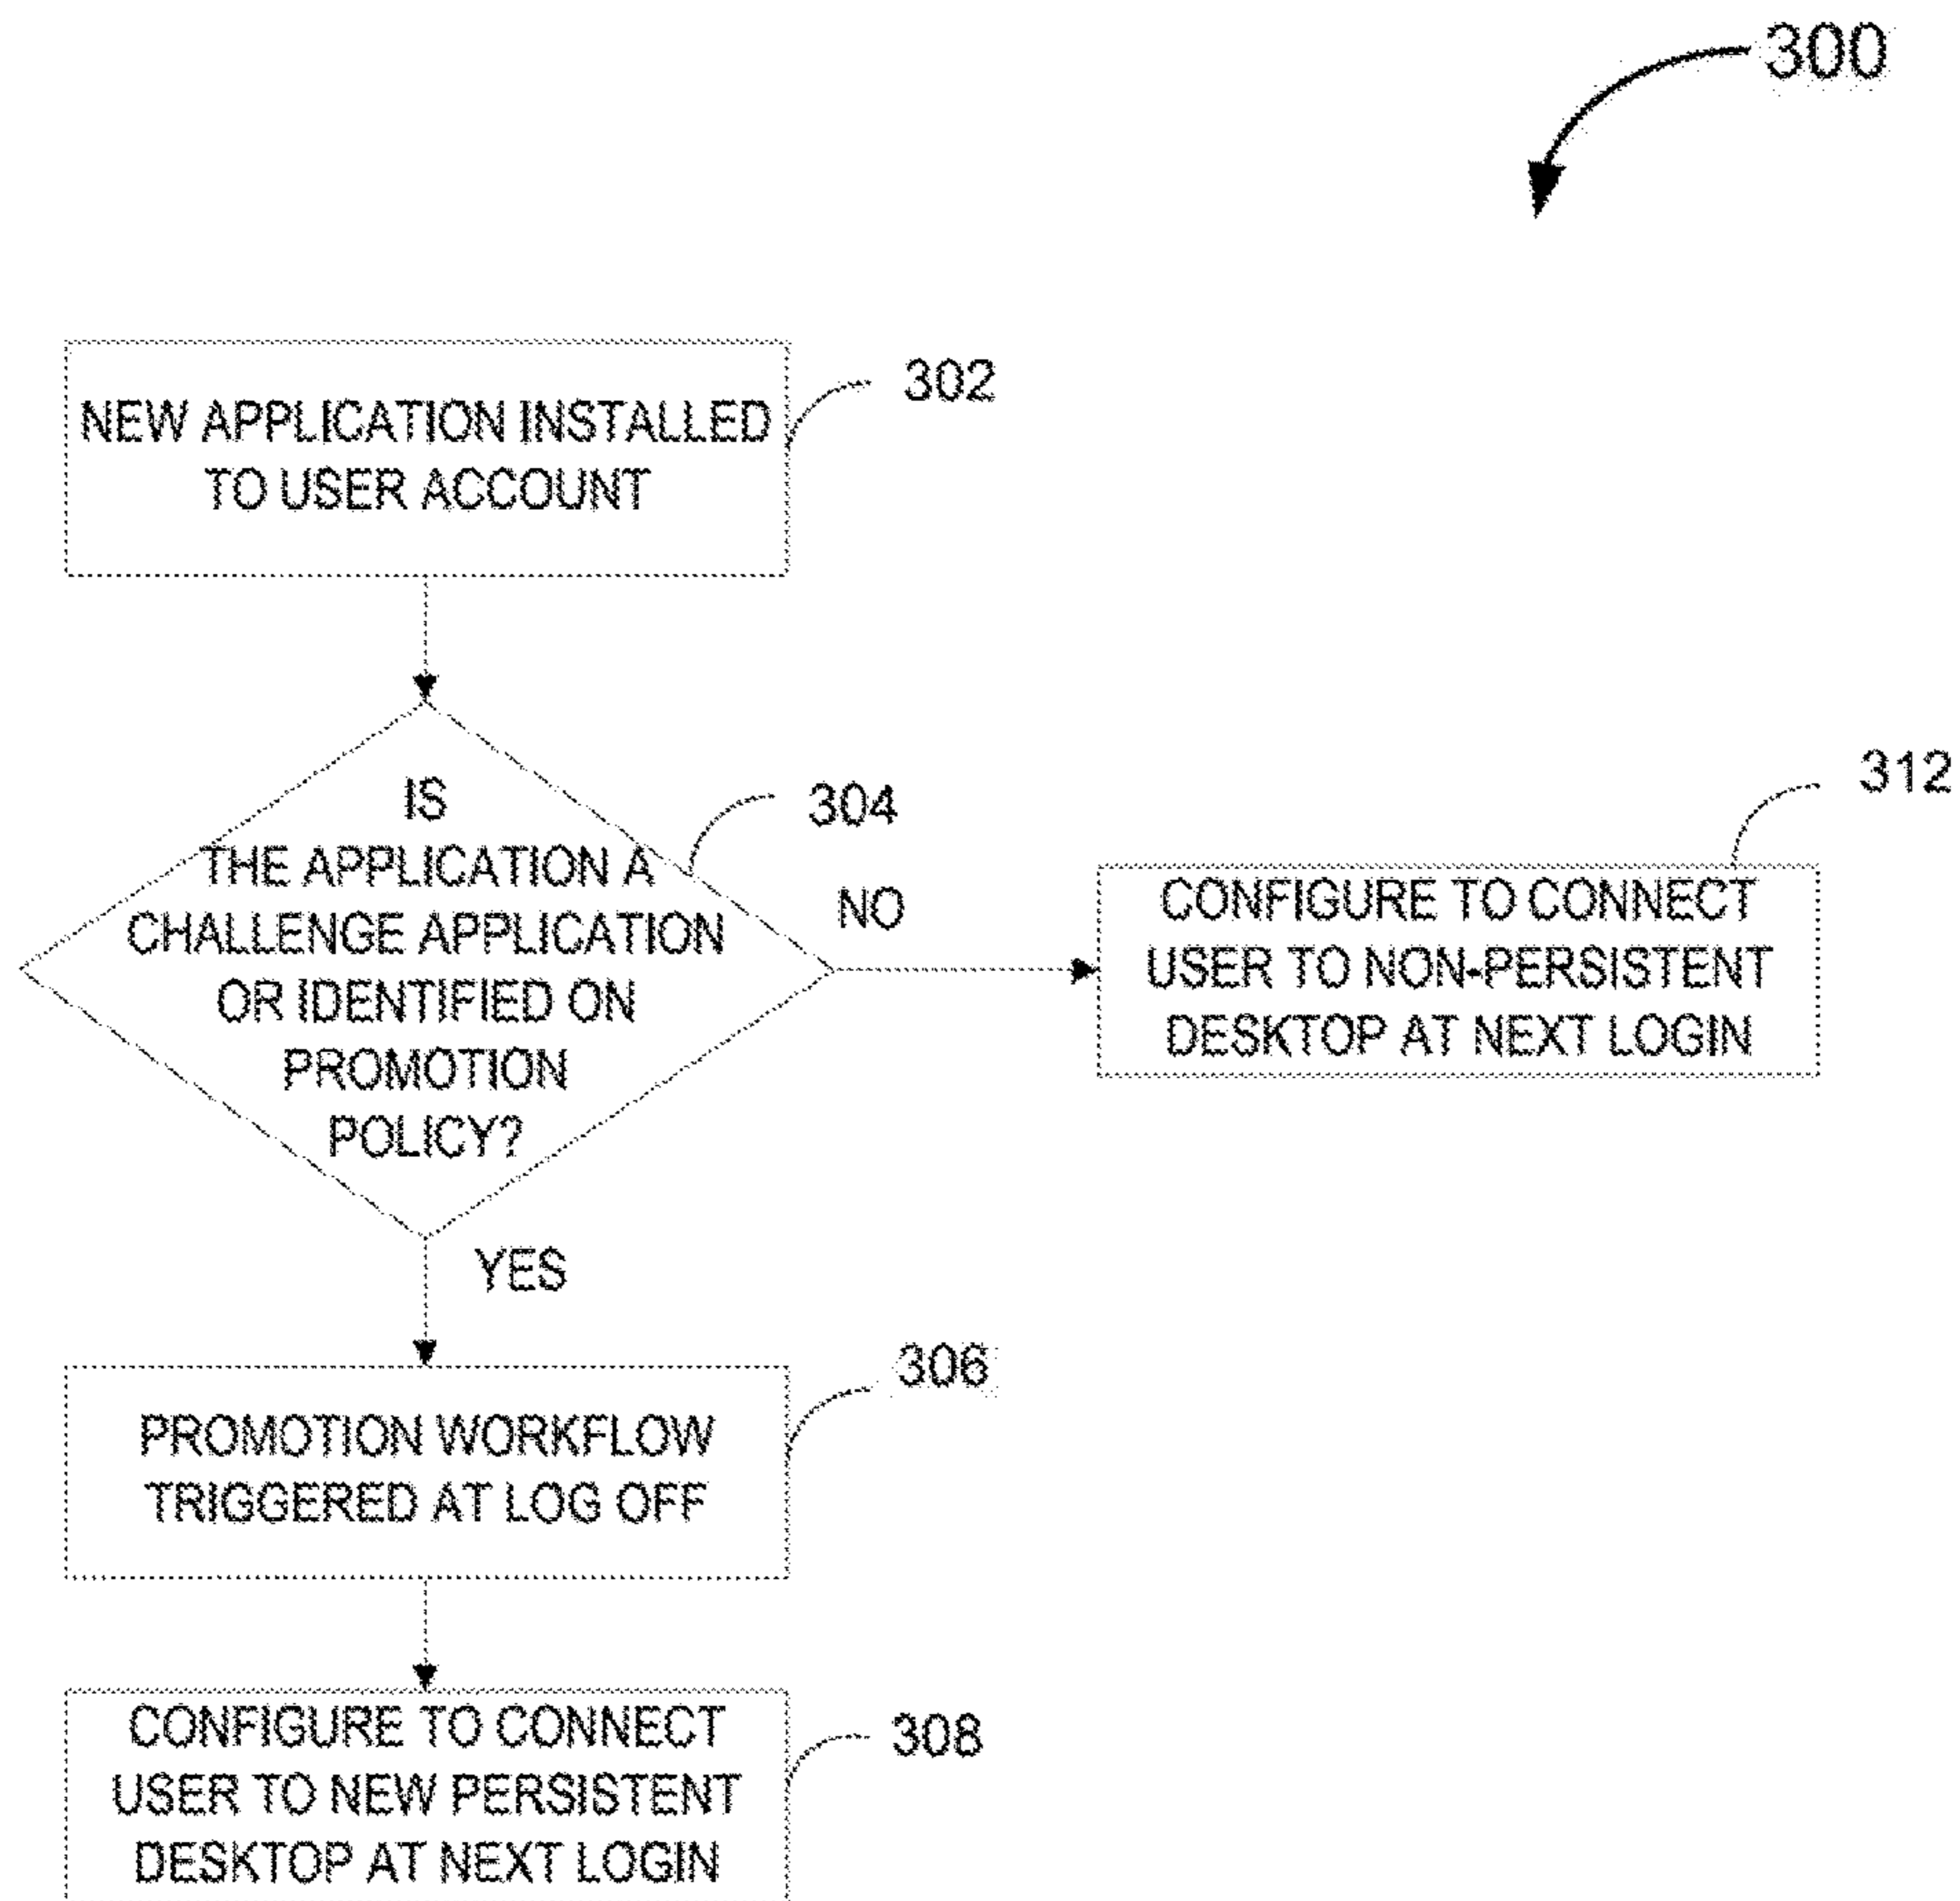 300
302
NEW APPLICATION INSTALLED
TO USER ACCOUNT
304
IS
THE APPLICATION A
CHALLENGE APPLICATION
OR IDENTIFIED ON
PROMOTION
POLICY?
NO
312
CONFIGURE TO CONNECT
USER TO NON-PERSISTENT
DESKTOP AT NEXT LOGIN
YES
306
PROMOTION WORKFLOW
TRIGGERED AT LOG OFF
308
CONFIGURE TO CONNECT
USER TO NEW PERSISTENT
DESKTOP AT NEXT LOGIN